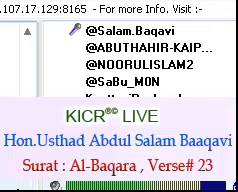 .107.17.129:8165 - For more Info. Visit :-
@Salam.Baqavi
@ABUTHAHIR-KAIP...
@NOORULISLAM2
@SaBu_M0N
KICR®® LIVE
Hon.Usthad Abdul Salam Baaqavi
Surat : Al-Baqara , Verse# 23